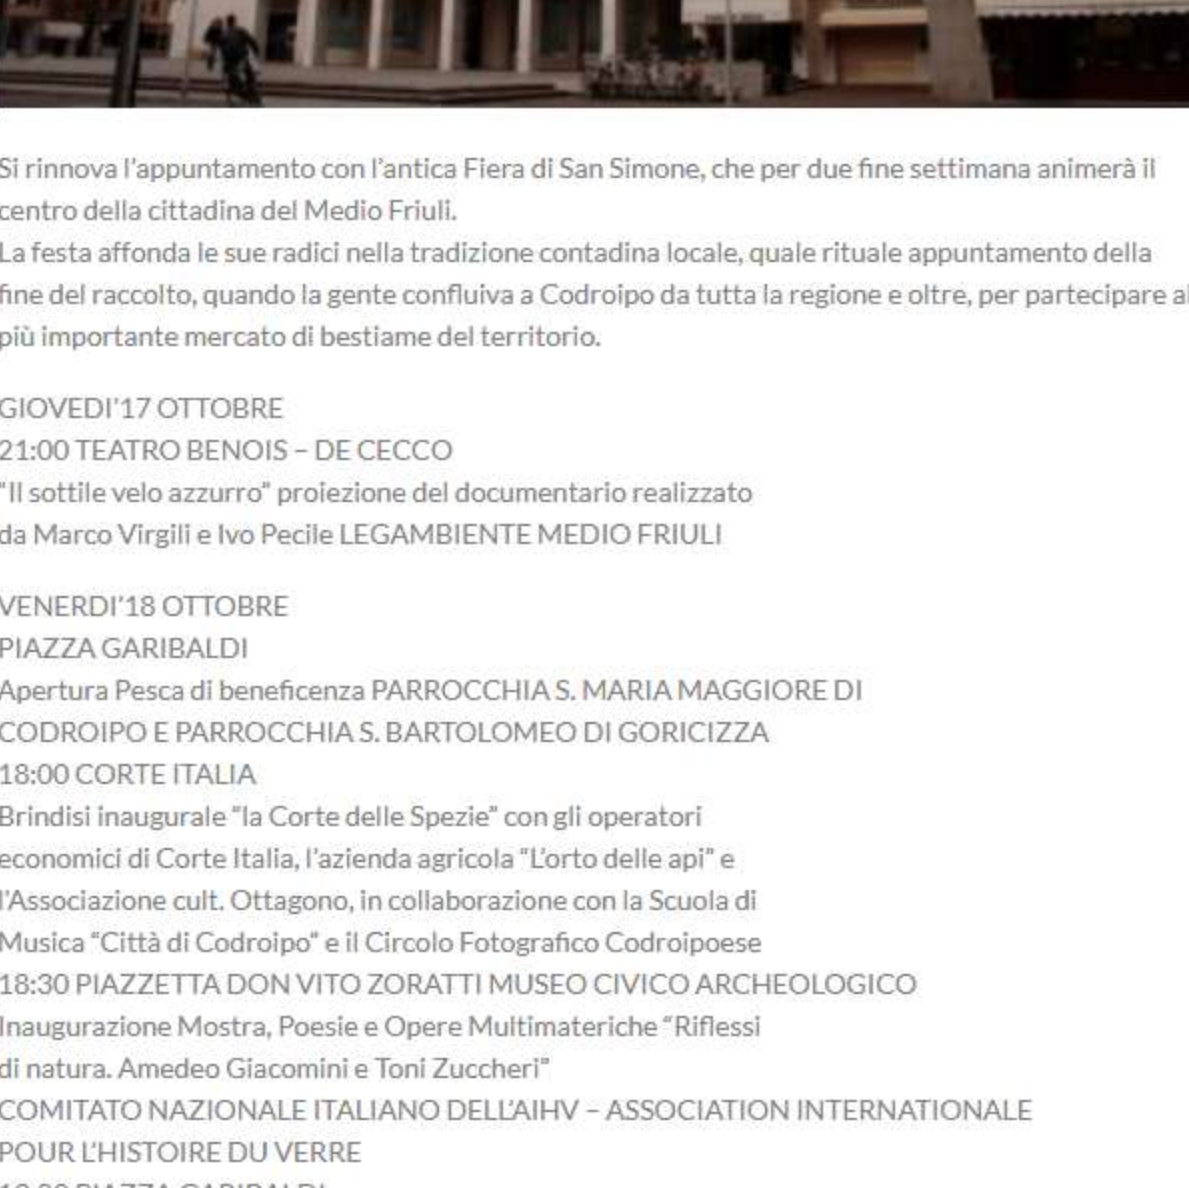 Si rinnova l’appuntamento con l’antica Fiera di San Simone, che per due fine settimana animerà il
centro della cittadina del Medio Friuli.
La festa affonda le sue radici nella tradizione contadina locale, quale rituale appuntamento della
fine del raccolto, quando la gente confluiva a Codroipo da tutta la regione e oltre, per partecipare al
più importante mercato di bestiame del territorio.
GIOVEDI’17 OTTOBRE
21:00 TEATRO BENOIS – DE CECCO
“Il sottile velo azzurro” proiezione del documentario realizzato
da Marco Virgili e Ivo Pecile LEGAMBIENTE MEDIO FRIULI
VENERDI’18 OTTOBRE
PIAZZA GARIBALDI
Apertura Pesca di beneficenza PARROCCHIA S. MARIA MAGGIORE DI
CODROIPO E PARROCCHIA S. BARTOLOMEO DI GORICIZZA
18:00 CORTE ITALIA
Brindisi inaugurale “la Corte delle Spezie” con gli operatori
economici di Corte Italia, l’azienda agricola “L’orto delle api” e
l’Associazione cult. Ottagono, in collaborazione con la Scuola di
Musica “Città di Codroipo” e il Circolo Fotografico Codroipoese
18:30 PIAZZETTA DON VITO ZORATTI MUSEO CIVICO ARCHEOLOGICO
Inaugurazione Mostra, Poesie e Opere Multimateriche “Riflessi
di natura. Amedeo Giacomini e Toni Zuccheri”
COMITATO NAZIONALE ITALIANO DELL’AIHV – ASSOCIATION INTERNATIONALE
POUR L’HISTOIRE DU VERRE
PIAZZA GARIBALDI